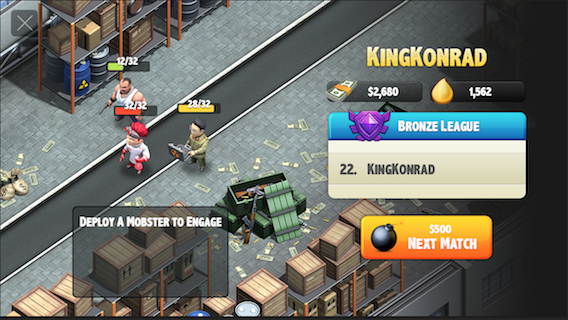 12/32
32/32
28/32
KINGKONRAD
$2,680
1,562
BRONZE LEAGUE
22. KINGKONRAD
DEPLOY A MOBSTER TO ENGAGE
$500
NEXT MATCH